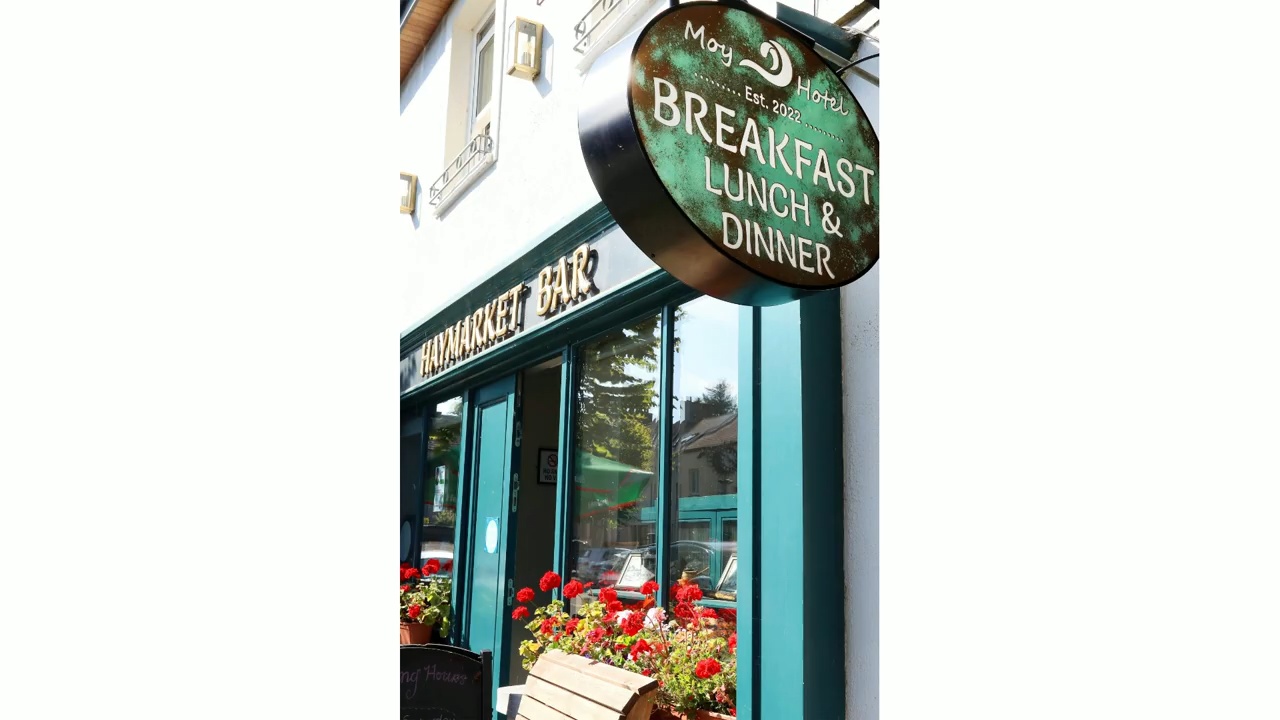 Moy Hotel
Est. 2022
BREAKFAST
LUNCH &
DINNER
HAYMARKET BAR